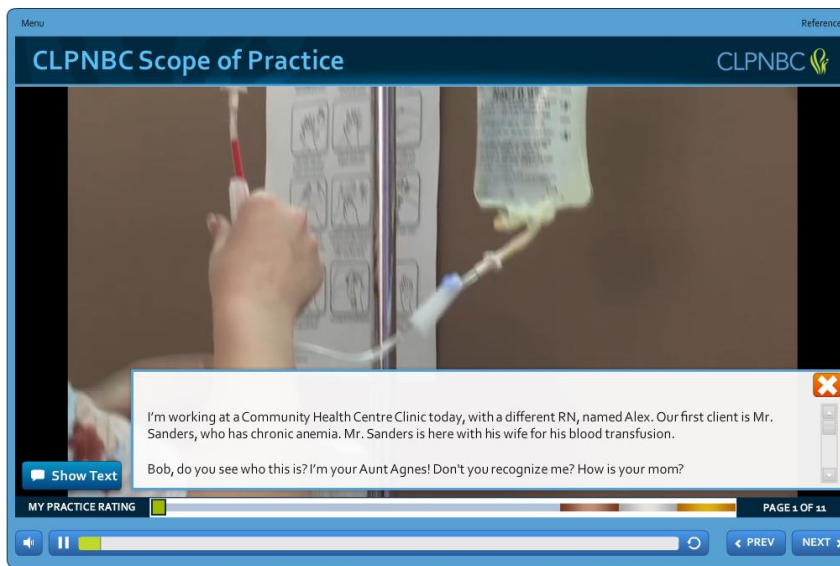 Menu
Reference
CLPNBC Scope of Practice
CLPNBC
I'm working at a Community Health Centre Clinic today, with a different RN, named Alex. Our first client is Mr.
Sanders, who has chronic anemia. Mr. Sanders is here with his wife for his blood transfusion.
Bob, do you see who this is? I'm your Aunt Agnes! Don't you recognize me? How is your mom?
Show Text
MY PRACTICE RATING
PAGE 1 OF 11
PREV
NEXT